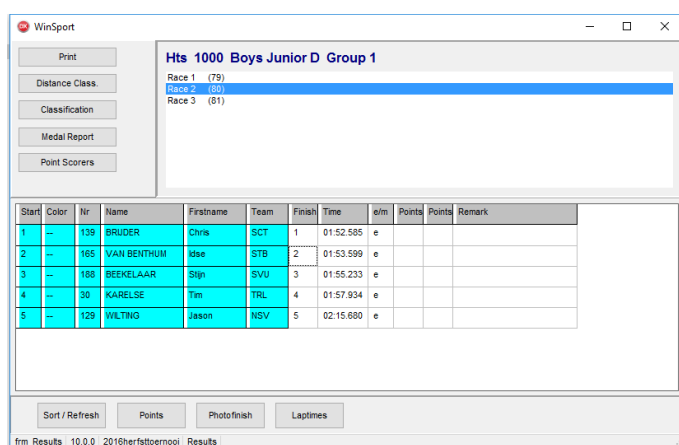 WinSport
Print
Distance Class.
Classification
Medal Report
Point Scorers
Hts 1000 Boys Junior D Group 1
Race 1 (79)
Race 2 (80)
Race 3 (81)
Start Color Nr Name Firstname Team Finish Time e/m Points Points Remark
1 -- 139 BRUDER Chris SCT 1 01:52.585 e
2 -- 165 VAN BENTHUM Idse STB 2 01:53.599 e
3 -- 188 BEEKELAAR Stijn SVU 3 01:55.233 e
4 -- 30 KARELSE Tim TRL 4 01:57.934 e
5 -- 129 WILTING Jason NSV 5 02:15.680 e
Sort / Refresh Points Photofinish Laptimes
frm_Results 10.0.0 2016herfsttoernooi Results